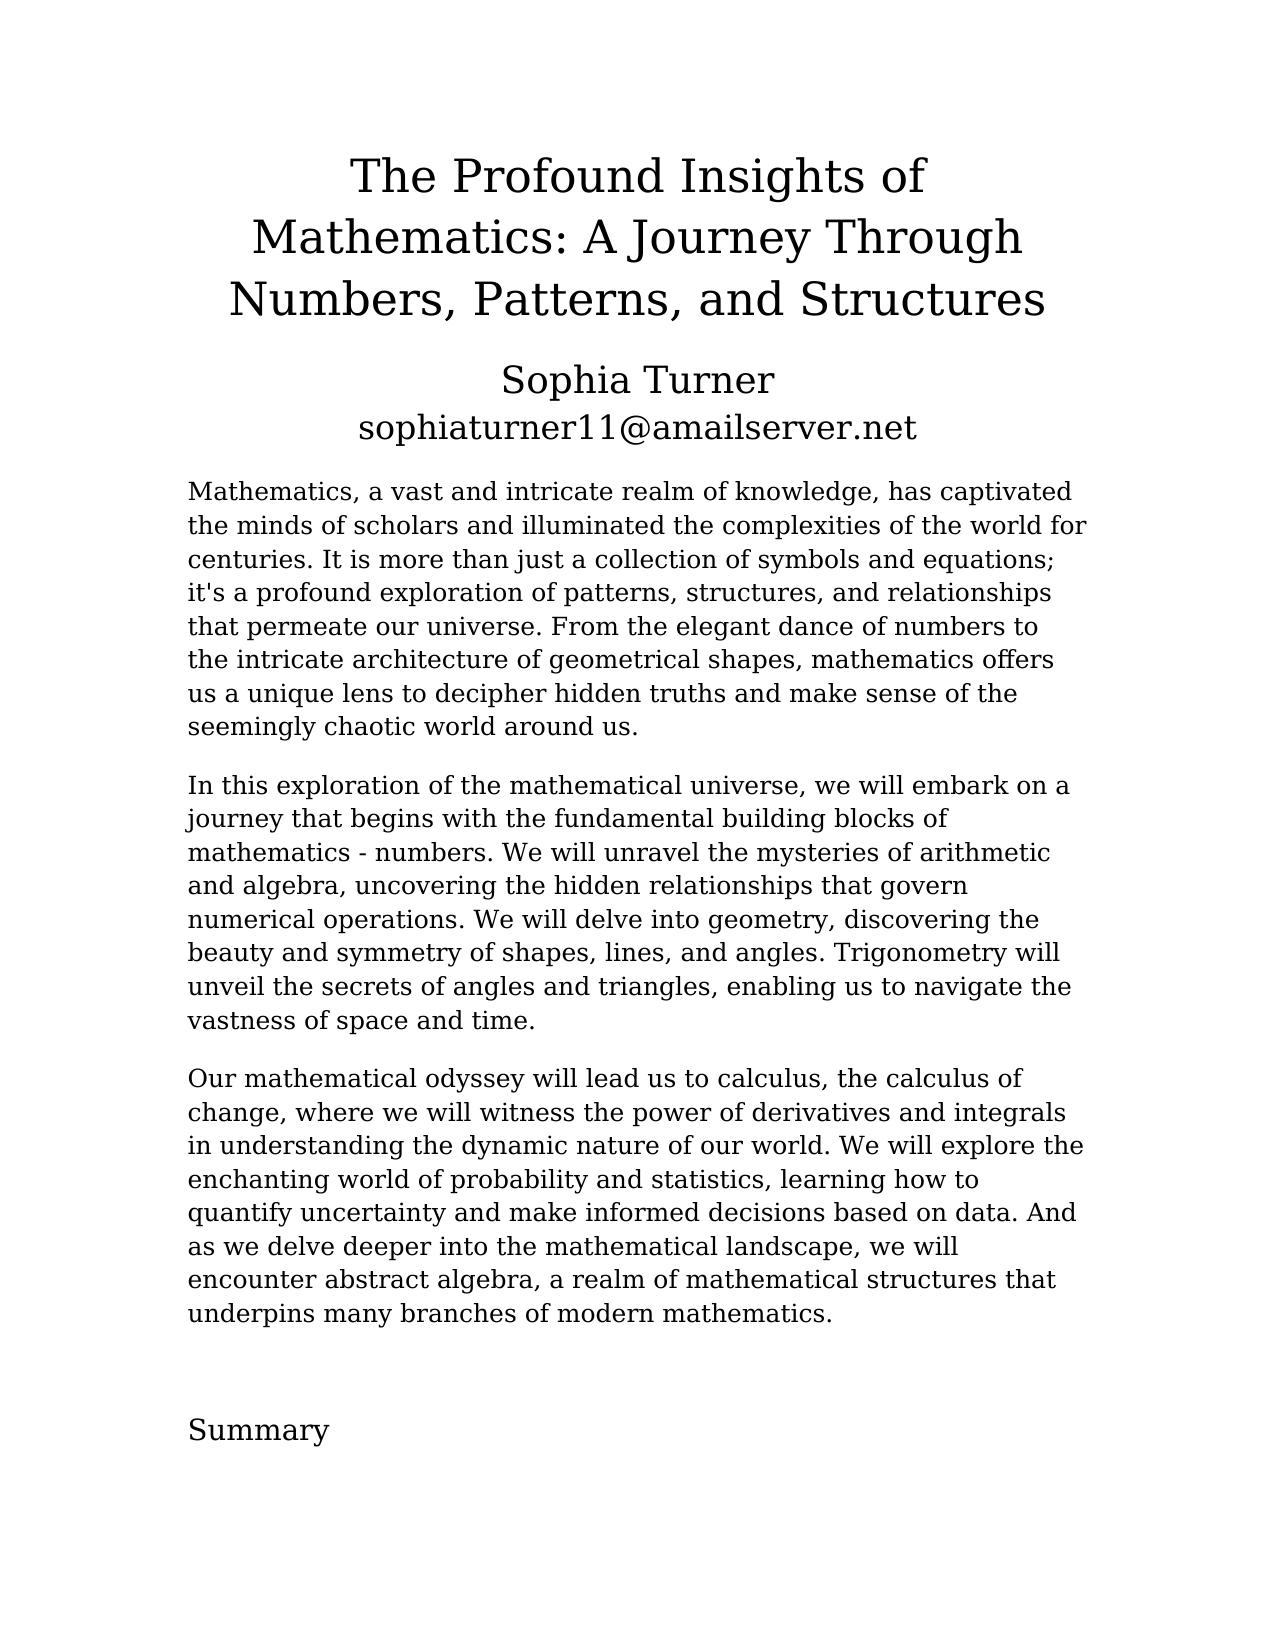 The Profound Insights of
Mathematics: A Journey Through
Numbers, Patterns, and Structures
Sophia Turner
sophiaturner11@amailserver.net
Mathematics, a vast and intricate realm of knowledge, has captivated
the minds of scholars and illuminated the complexities of the world for
centuries. It is more than just a collection of symbols and equations;
it's a profound exploration of patterns, structures, and relationships
that permeate our universe. From the elegant dance of numbers to
the intricate architecture of geometrical shapes, mathematics offers
us a unique lens to decipher hidden truths and make sense of the
seemingly chaotic world around us.
In this exploration of the mathematical universe, we will embark on a
journey that begins with the fundamental building blocks of
mathematics - numbers. We will unravel the mysteries of arithmetic
and algebra, uncovering the hidden relationships that govern
numerical operations. We will delve into geometry, discovering the
beauty and symmetry of shapes, lines, and angles. Trigonometry will
unveil the secrets of angles and triangles, enabling us to navigate the
vastness of space and time.
Our mathematical odyssey will lead us to calculus, the calculus of
change, where we will witness the power of derivatives and integrals
in understanding the dynamic nature of our world. We will explore the
enchanting world of probability and statistics, learning how to
quantify uncertainty and make informed decisions based on data. And
as we delve deeper into the mathematical landscape, we will
encounter abstract algebra, a realm of mathematical structures that
underpins many branches of modern mathematics.
Summary